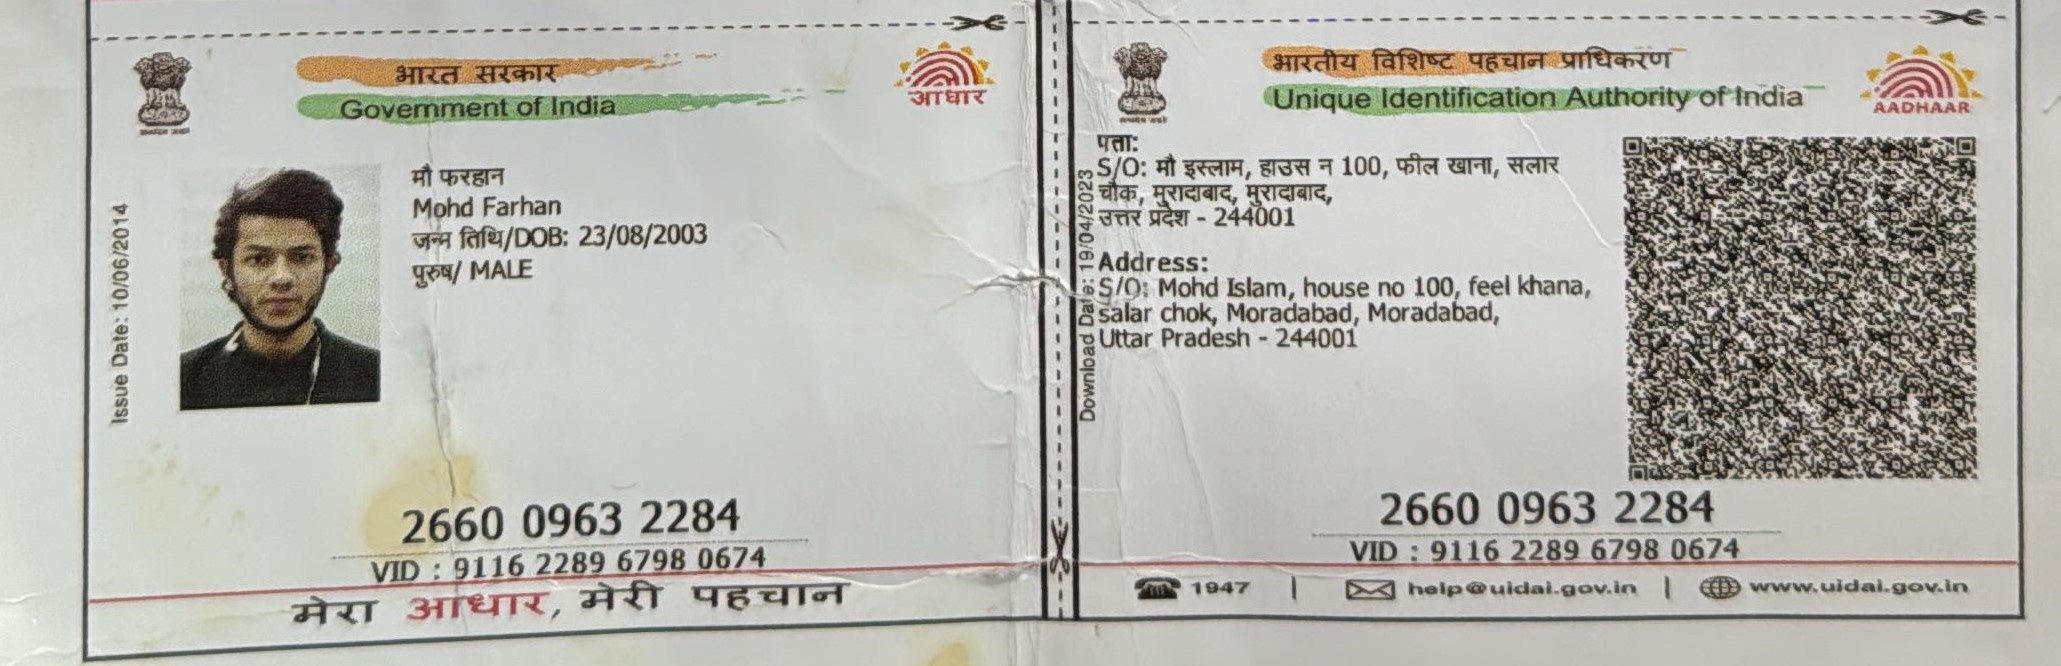 भारत सरकार
Government of India
आधार
Issue Date: 10/06/2014
मौ फरहान
Mohd Farhan
जन्म तिथि/DOB: 23/08/2003
पुरुष/ MALE
2660 0963 2284
VID : 9116 2289 6798 0674
मेरा आधार, मेरी पहचान
भारतीय विशिष्ट पहचान प्राधिकरण
Unique Identification Authority of India
AADHAAR
Download Date: 19/04/2023
पता:
S/O: मौ इस्लाम, हाउस न 100, फील खाना, सलार
चौक, मुरादाबाद, मुरादाबाद,
उत्तर प्रदेश - 244001
Address:
S/O: Mohd Islam, house no 100, feel khana,
salar chok, Moradabad, Moradabad,
Uttar Pradesh - 244001
2660 0963 2284
VID : 9116 2289 6798 0674
1947 | help@uidai.gov.in | www.uidai.gov.in